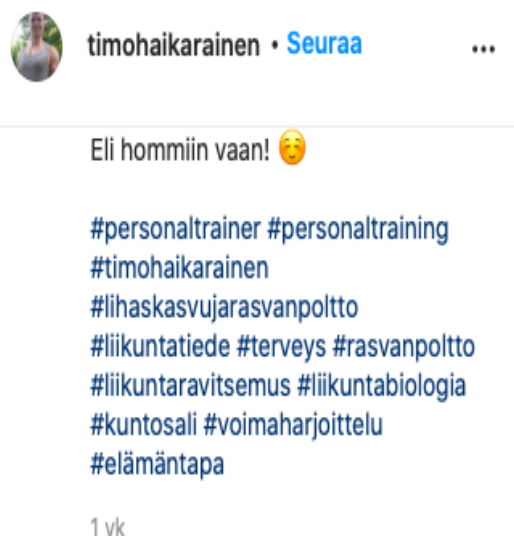 timohaikarainen • Seuraa •••
Eli hommiin vaan! ☺️
#personaltrainer #personaltraining
#timohaikarainen
#lihaskasvujarasvanpoltto
#liikuntatiede #terveys #rasvanpoltto
#liikuntaravitsemus #liikuntabiologia
#kuntosali #voimaharjoittelu
#elämäntapa
1 vk